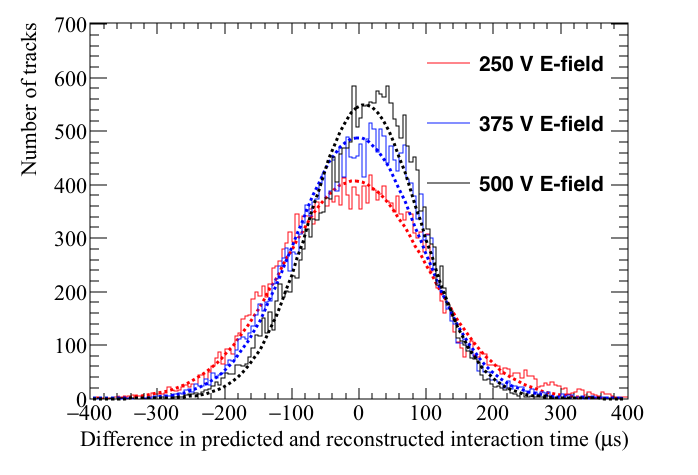 Number of tracks
700
600
500
400
300
200
100
0
250 V E-field
375 V E-field
500 V E-field
−400 −300 −200 −100 0 100 200 300 400
Difference in predicted and reconstructed interaction time (μs)